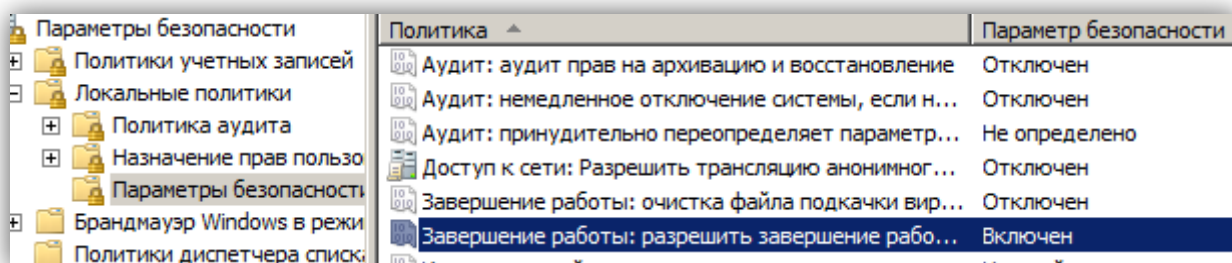 Параметры безопасности
Политики учетных записей
Локальные политики
Политика аудита
Назначение прав пользо
Параметры безопасности
Брандмауэр Windows в режи
Политики диспетчера списка
Политика
Параметр безопасности
Аудит: аудит прав на архивацию и восстановление Отключен
Аудит: немедленное отключение системы, если н... Отключен
Аудит: принудительно переопределяет параметр... Не определено
Доступ к сети: Разрешить трансляцию анонимног... Отключен
Завершение работы: очистка файла подкачки вир... Отключен
Завершение работы: разрешить завершение рабо... Включен